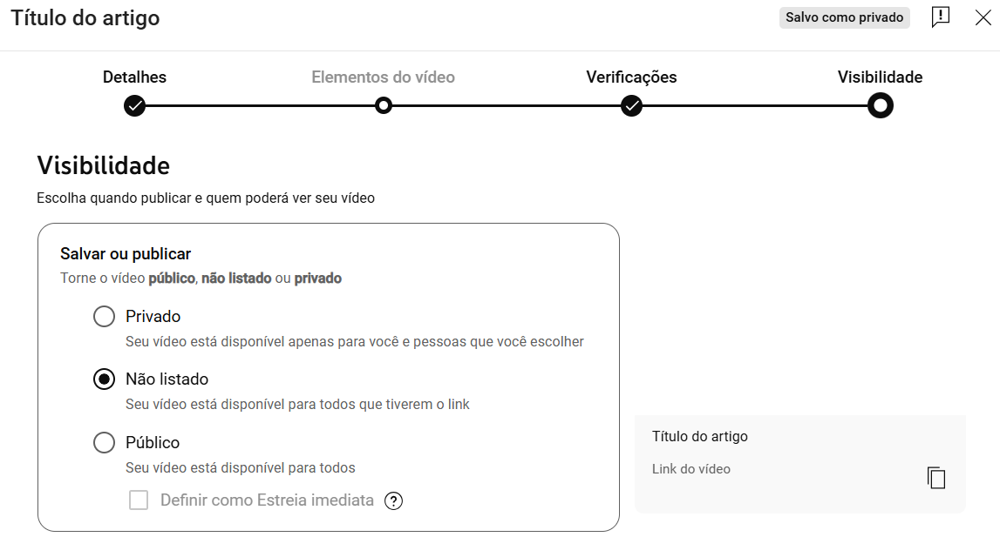 Título do artigo
Salvo como privado
Detalhes
Elementos do vídeo
Verificações
Visibilidade
Visibilidade
Escolha quando publicar e quem poderá ver seu vídeo
Salvar ou publicar
Torne o vídeo público, não listado ou privado
Privado
Seu vídeo está disponível apenas para você e pessoas que você escolher
Não listado
Seu vídeo está disponível para todos que tiverem o link
Público
Seu vídeo está disponível para todos
Definir como Estreia imediata
Título do artigo
Link do vídeo